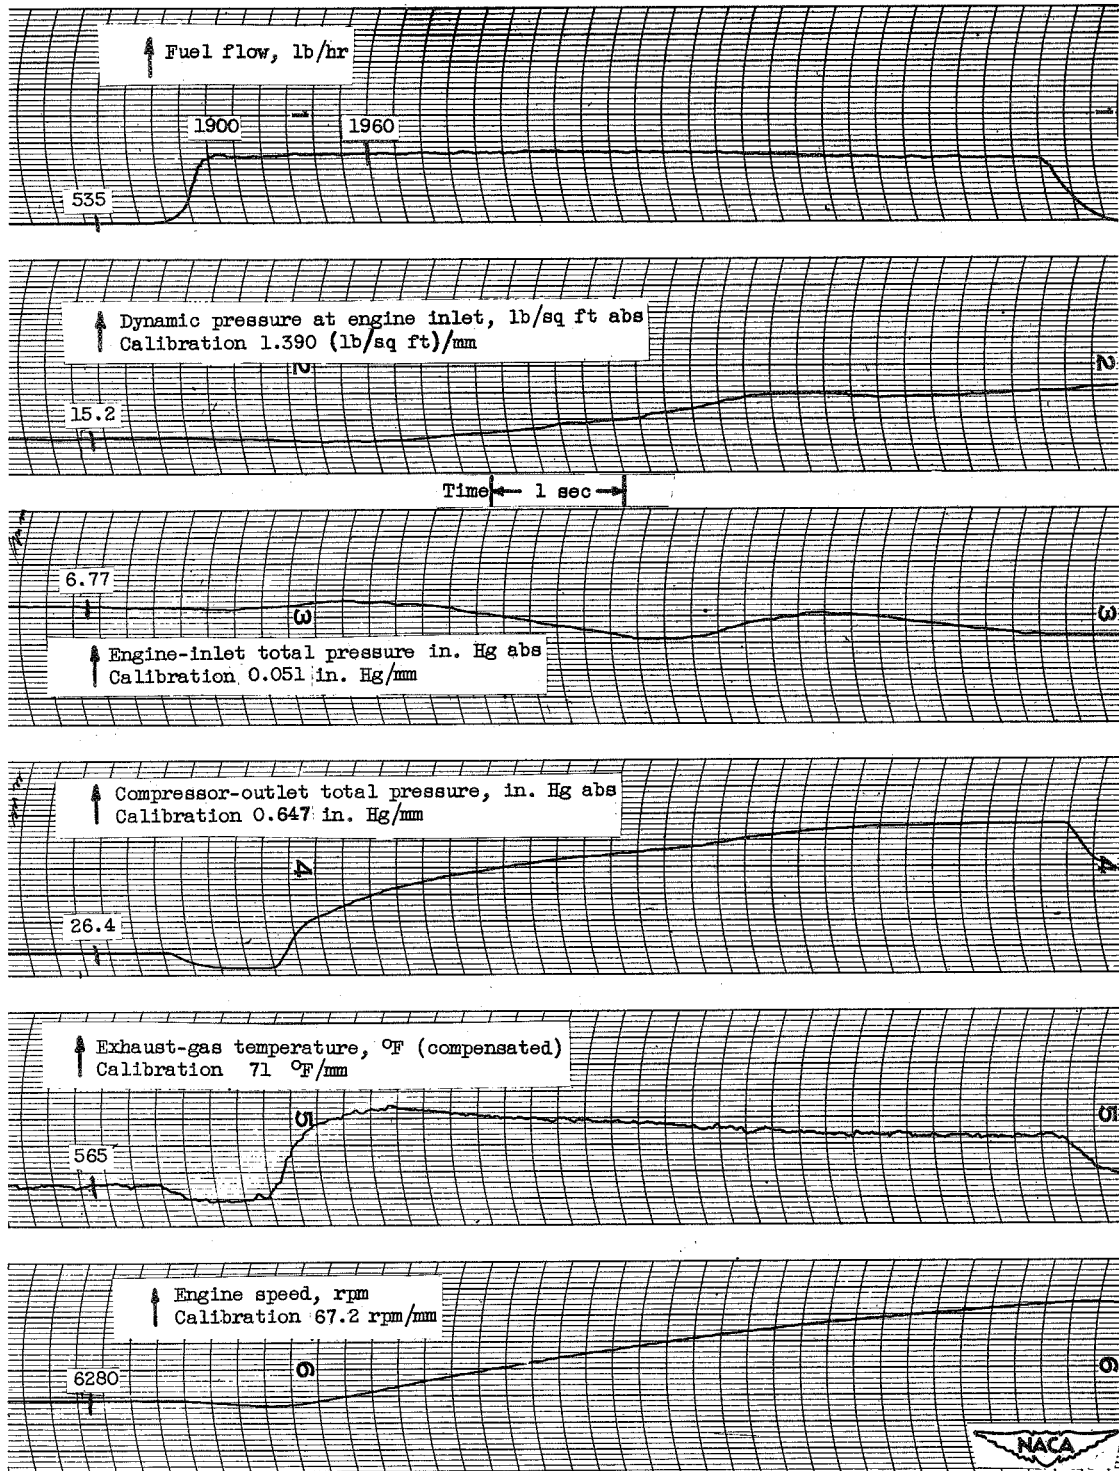 Fuel flow, lb/hr
1
1
1900
1960
535
Dynamic pressure at engine inlet, lb/sq ft abs
Calibration 1.390 (lb/sq ft)/mm
2
2
15.2
Time 1 sec
6.77
3
3
Engine-inlet total pressure in. Hg abs
Calibration 0.051 in. Hg/mm
Compressor-outlet total pressure, in. Hg abs
Calibration 0.647 in. Hg/mm
4
4
26.4
Exhaust-gas temperature, °F (compensated)
Calibration 71 °F/mm
5
5
565
Engine speed, rpm
Calibration 67.2 rpm/mm
6
6
6280
NACA